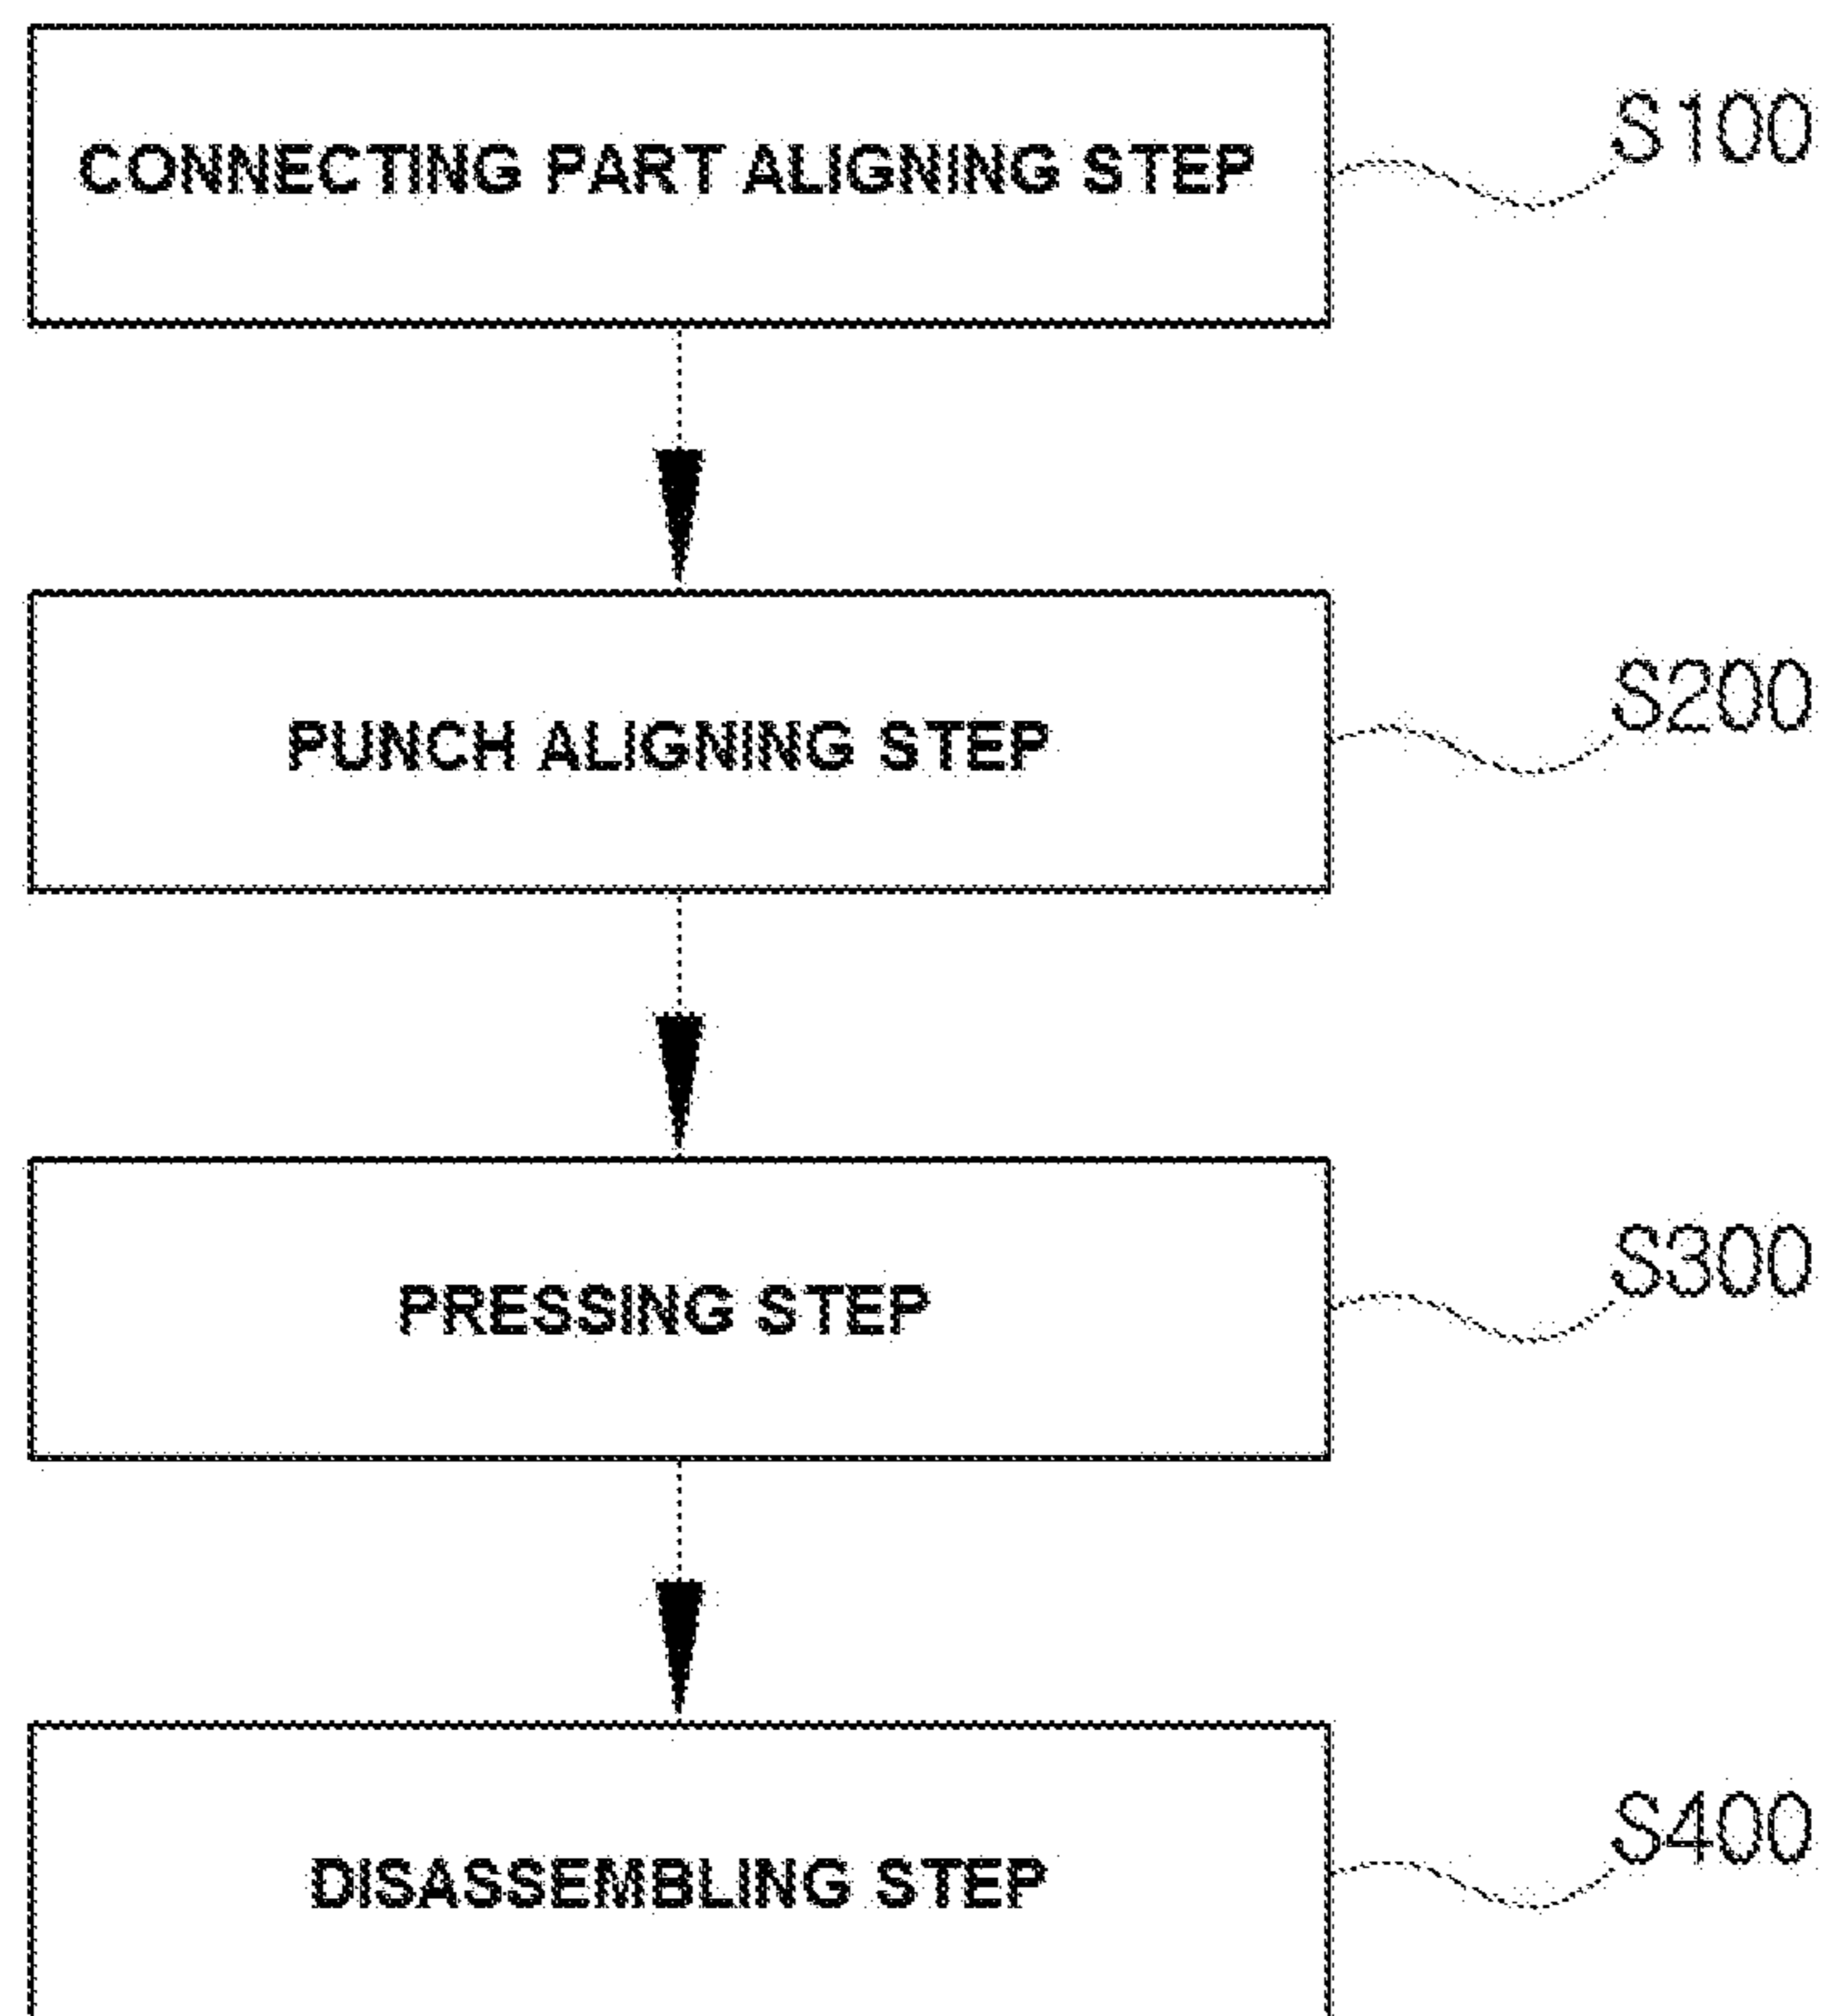 CONNECTING PART ALIGNING STEP
S100
PUNCH ALIGNING STEP
S200
PRESSING STEP
S300
DISASSEMBLING STEP
S400